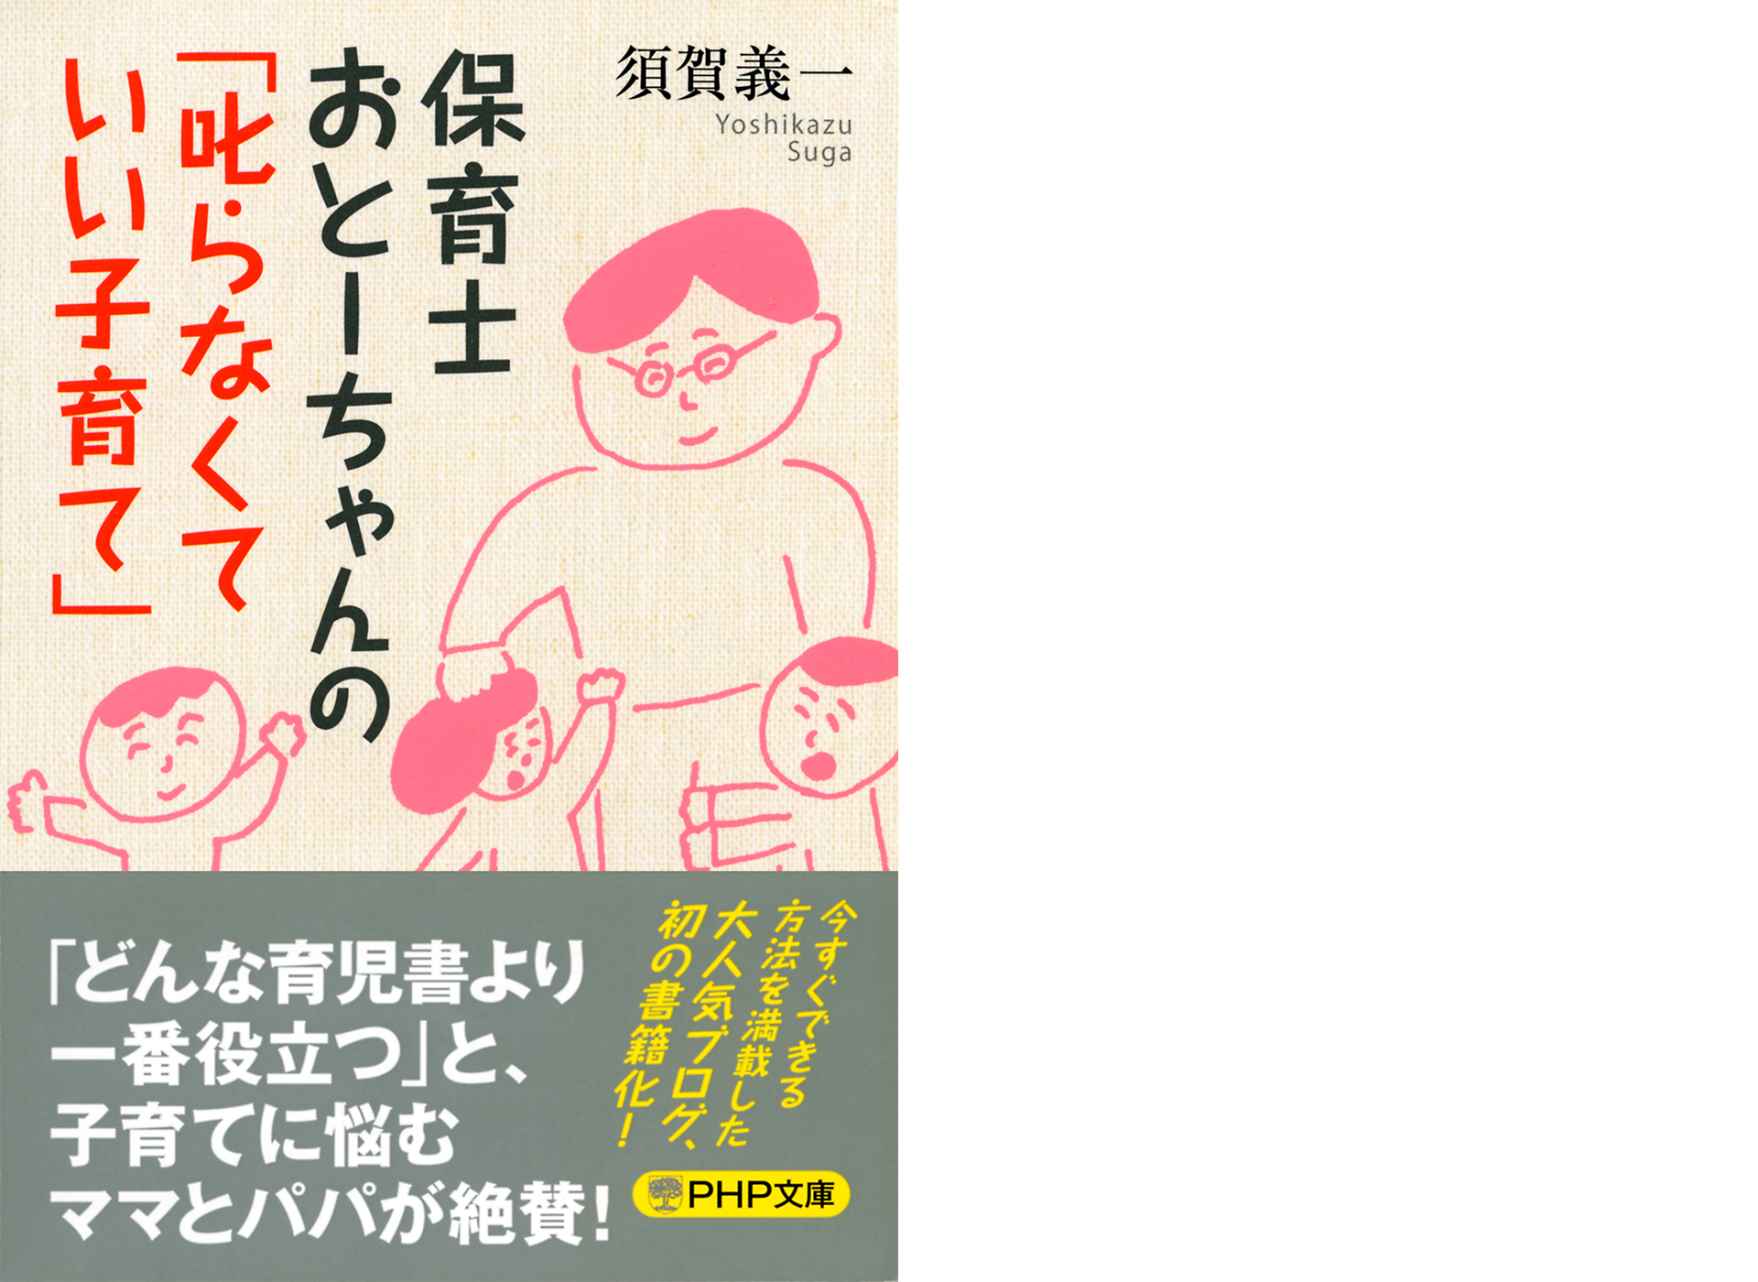 須賀義一
Yoshikazu
Suga
保育士
おとーちゃんの
「叱らなくて
いい子育て」
今すぐできる
方法を満載した
大人気ブログ、
初の書籍化！
「どんな育児書より
一番役立つ」と、
子育てに悩む
ママとパパが絶賛！
PHP文庫